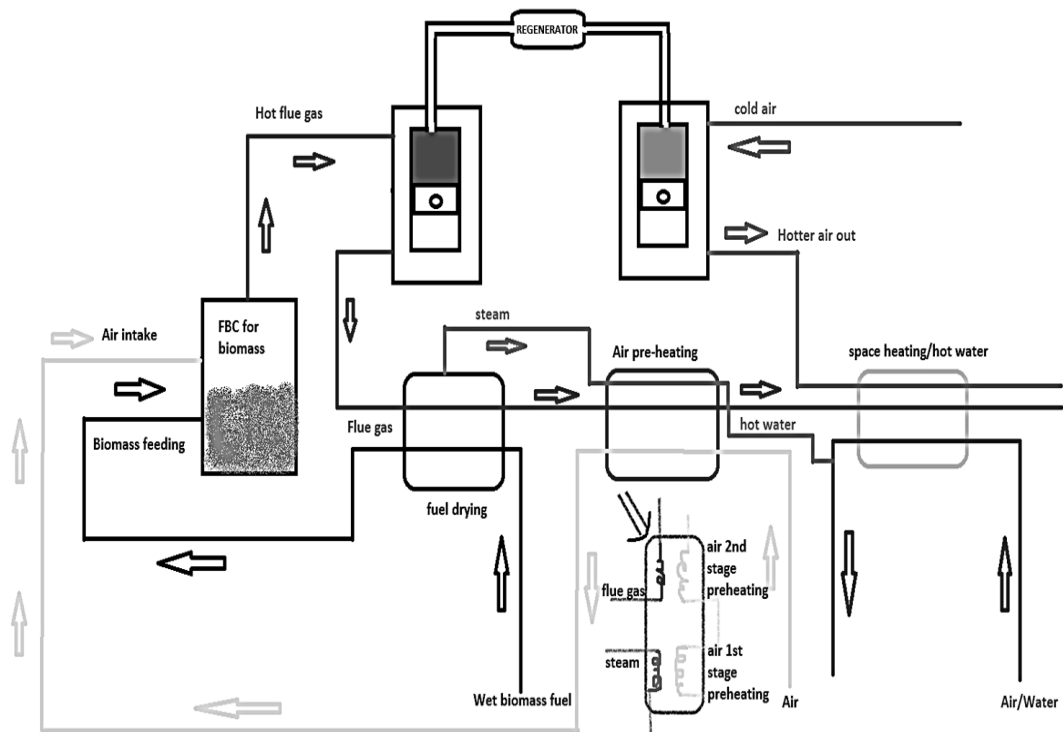 REGENERATOR
Hot flue gas
cold air
Hotter air out
Air intake
FBC for
biomass
steam
Air pre-heating
space heating/hot water
Biomass feeding
Flue gas
hot water
fuel drying
air 2nd
stage
preheating
flue gas
steam
air 1st
stage
preheating
Wet biomass fuel
Air
Air/Water